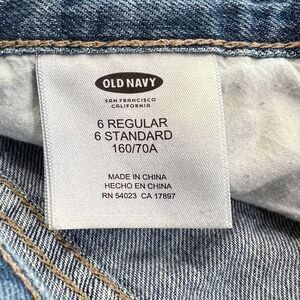 OLD NAVY
SAN FRANCISCO
CALIFORNIA
6 REGULAR
6 STANDARD
160/70A
MADE IN CHINA
HECHO EN CHINA
RN 54023 CA 17897